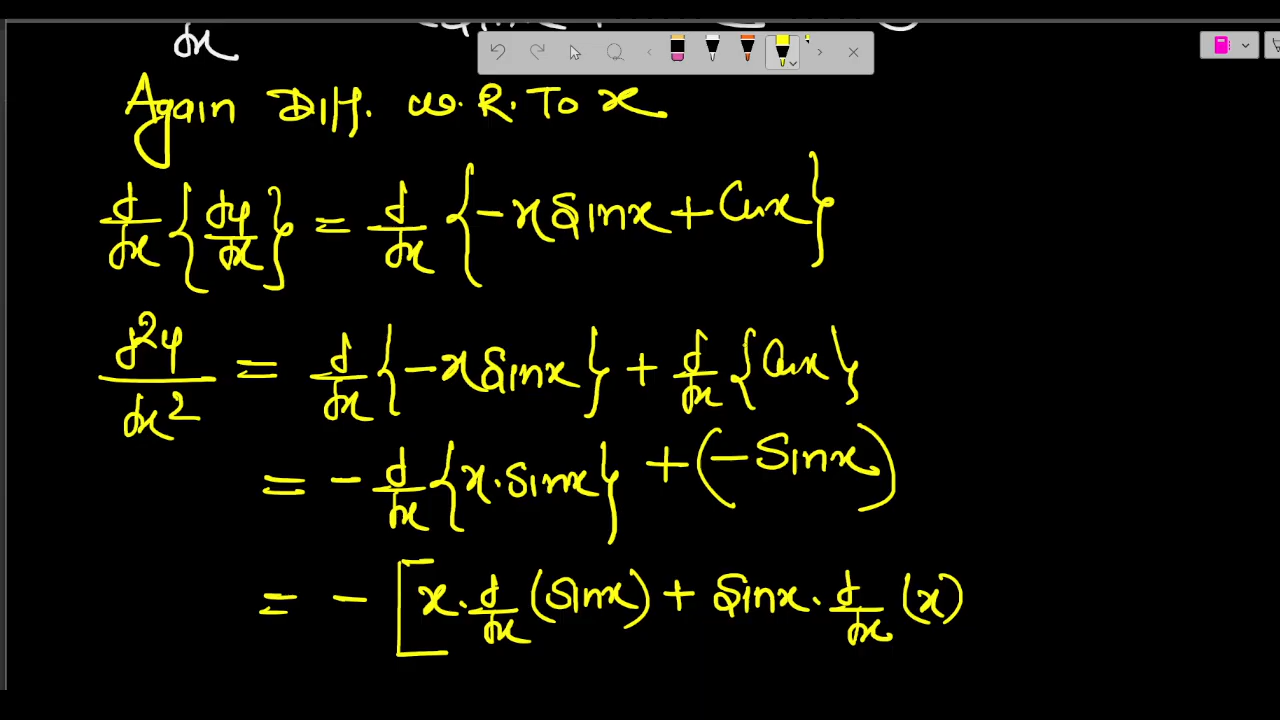 dx
Again Diff. w.R.To x
d/dx {dy/dx} = d/dx {-x Sinx + Cosx}
d²y/dx² = d/dx {-x Sinx} + d/dx {Cosx}
= - d/dx {x.Sinx} + (-Sinx)
= - [x. d/dx (Sinx) + Sinx. d/dx (x)